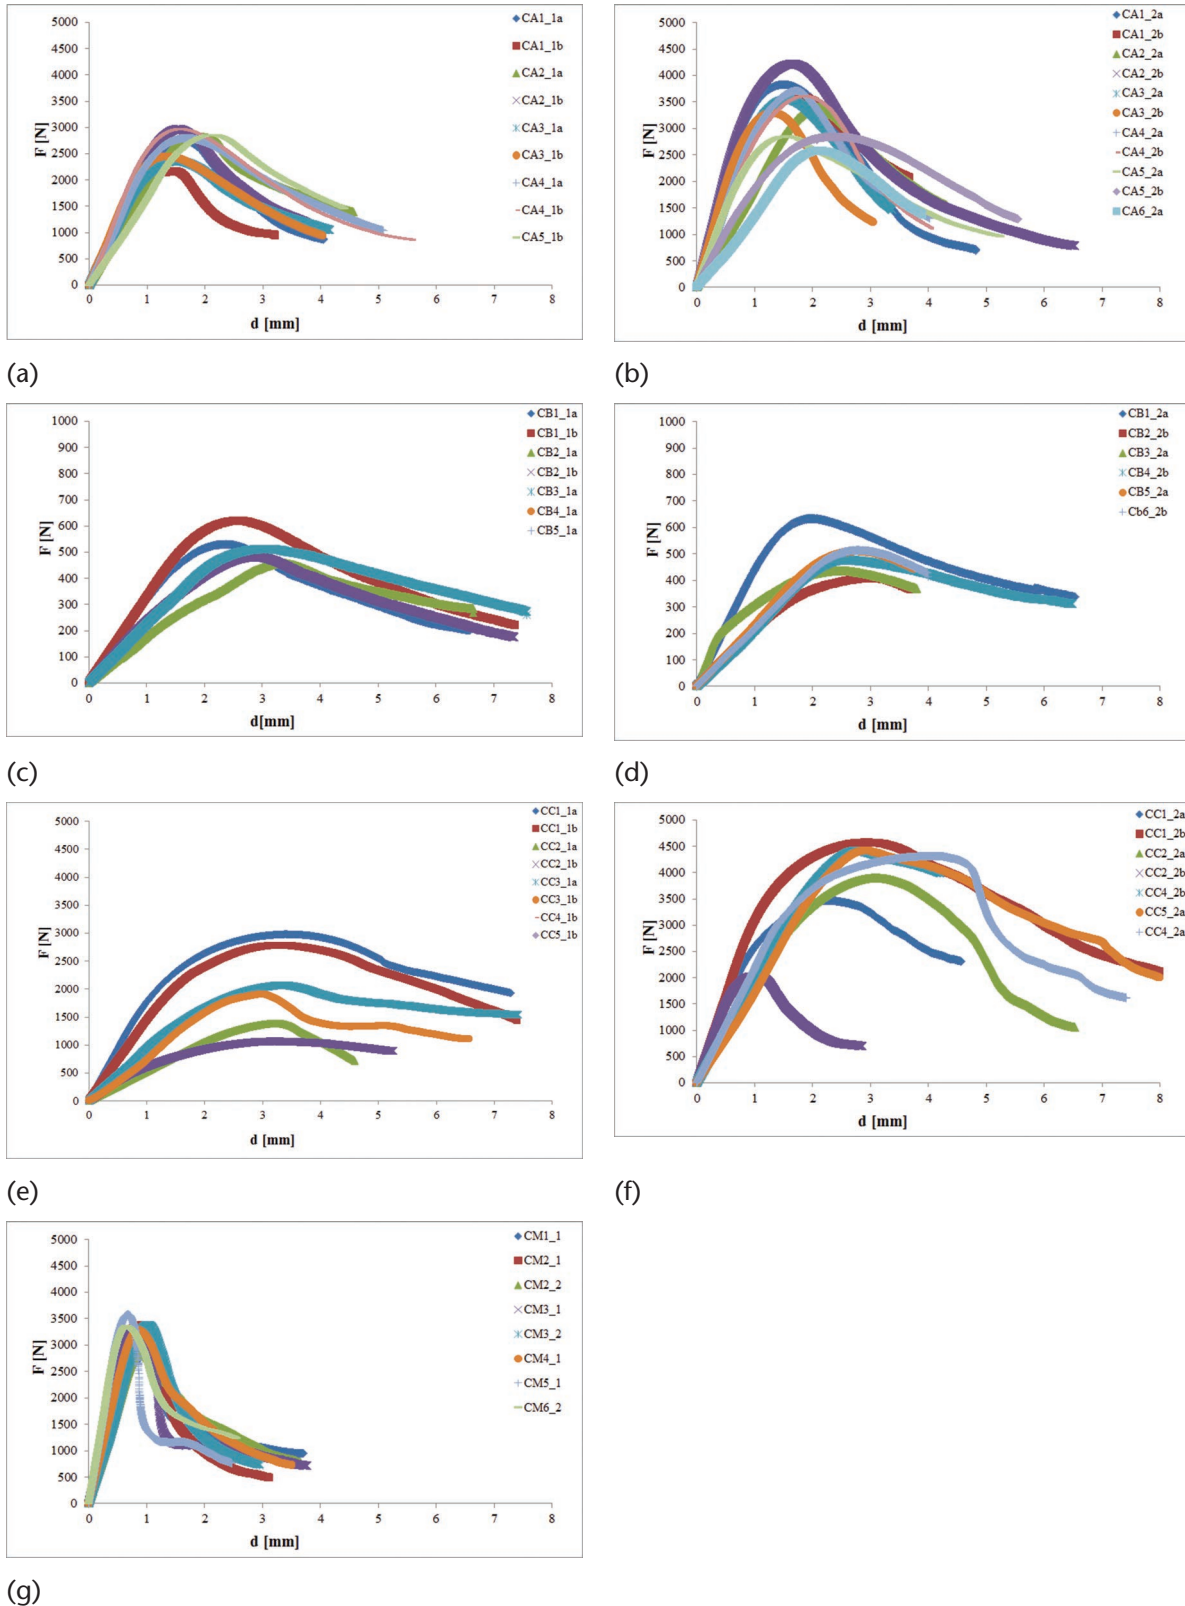 5000
4500
4000
3500
3000
2500
2000
1500
1000
500
0
F [N]
0 1 2 3 4 5 6 7 8
d [mm]
CA1_1a
CA1_1b
CA2_1a
CA2_1b
CA3_1a
CA3_1b
CA4_1a
CA4_1b
CA5_1b
(a)
5000
4500
4000
3500
3000
2500
2000
1500
1000
500
0
F [N]
0 1 2 3 4 5 6 7 8
d [mm]
CA1_2a
CA1_2b
CA2_2a
CA2_2b
CA3_2a
CA3_2b
CA4_2a
CA4_2b
CA5_2a
CA5_2b
CA6_2a
(b)
1000
900
800
700
600
500
400
300
200
100
0
F [N]
0 1 2 3 4 5 6 7 8
d[mm]
CB1_1a
CB1_1b
CB2_1a
CB2_1b
CB3_1a
CB4_1a
CB5_1a
(c)
1000
900
800
700
600
500
400
300
200
100
0
F [N]
0 1 2 3 4 5 6 7 8
d [mm]
CB1_2a
CB2_2b
CB3_2a
CB4_2b
CB5_2a
Cb6_2b
(d)
5000
4500
4000
3500
3000
2500
2000
1500
1000
500
0
F [N]
0 1 2 3 4 5 6 7 8
d [mm]
CC1_1a
CC1_1b
CC2_1a
CC2_1b
CC3_1a
CC3_1b
CC4_1b
CC5_1b
(e)
5000
4500
4000
3500
3000
2500
2000
1500
1000
500
0
F [N]
0 1 2 3 4 5 6 7 8
d [mm]
CC1_2a
CC1_2b
CC2_2a
CC2_2b
CC4_2b
CC5_2a
CC4_2a
(f)
5000
4500
4000
3500
3000
2500
2000
1500
1000
500
0
F [N]
0 1 2 3 4 5 6 7 8
d [mm]
CM1_1
CM2_1
CM2_2
CM3_1
CM3_2
CM4_1
CM5_1
CM6_2
(g)